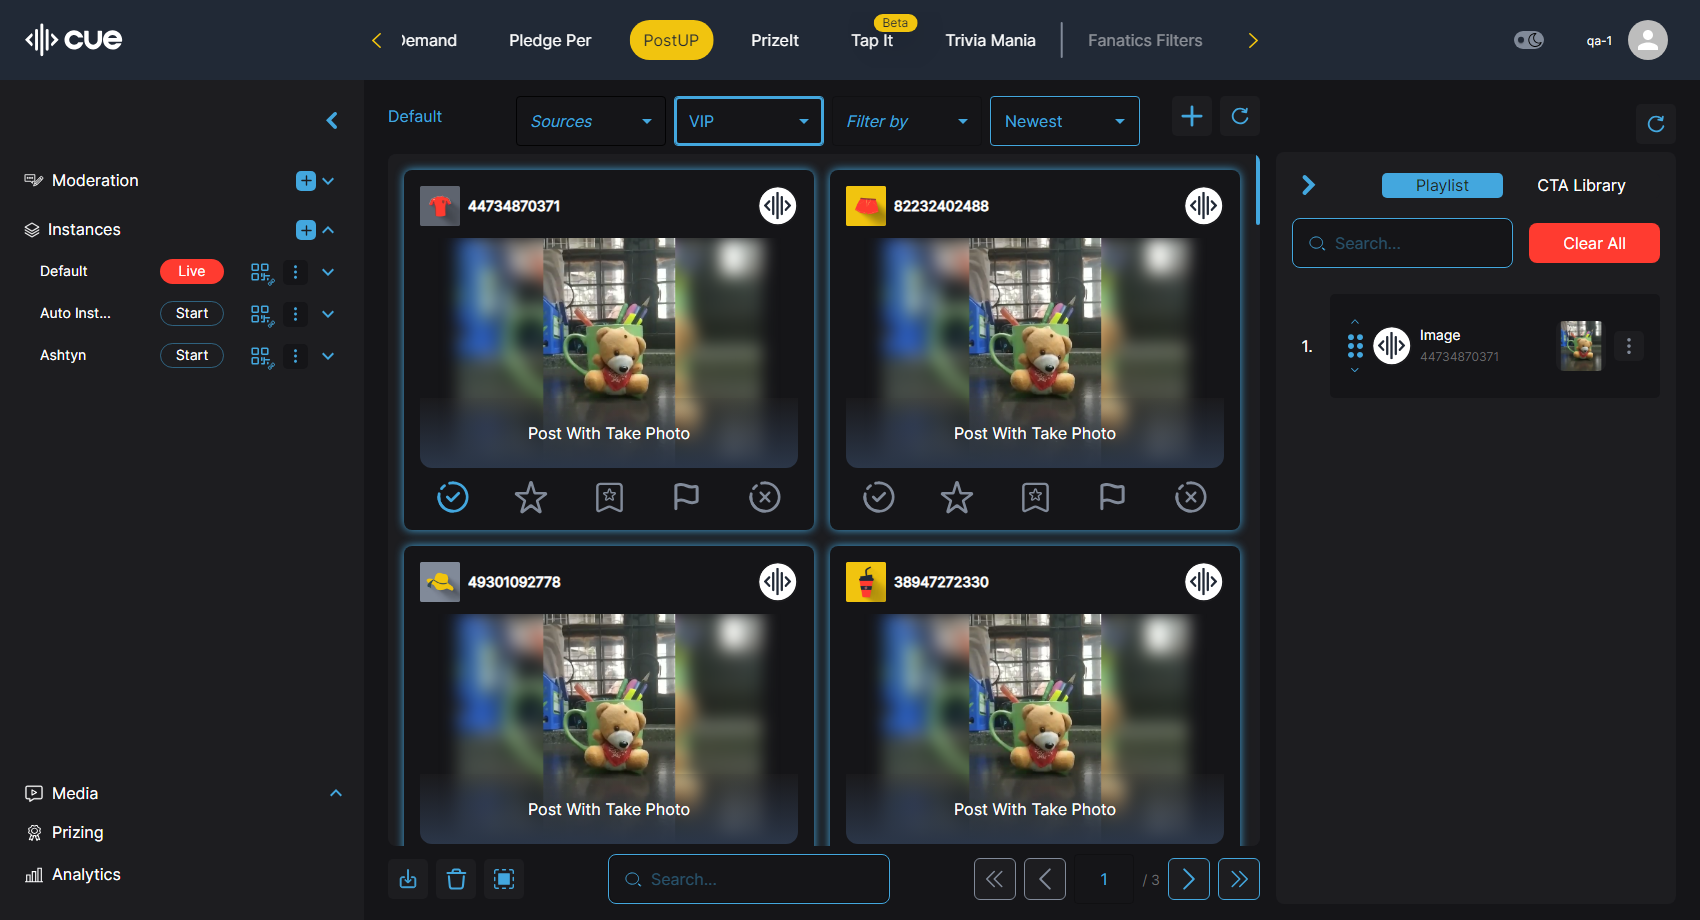 cue
Demand
Pledge Per
PostUP
PrizeIt
Beta
Tap It
Trivia Mania
Fanatics Filters
qa-1
Moderation
Instances
Default
Live
Auto Inst...
Start
Ashtyn
Start
Media
Prizing
Analytics
Default
Sources
VIP
Filter by
Newest
44734870371
Post With Take Photo
82232402488
Post With Take Photo
49301092778
Post With Take Photo
38947272330
Post With Take Photo
Search...
1
/ 3
Playlist
CTA Library
Search...
Clear All
1.
Image
44734870371